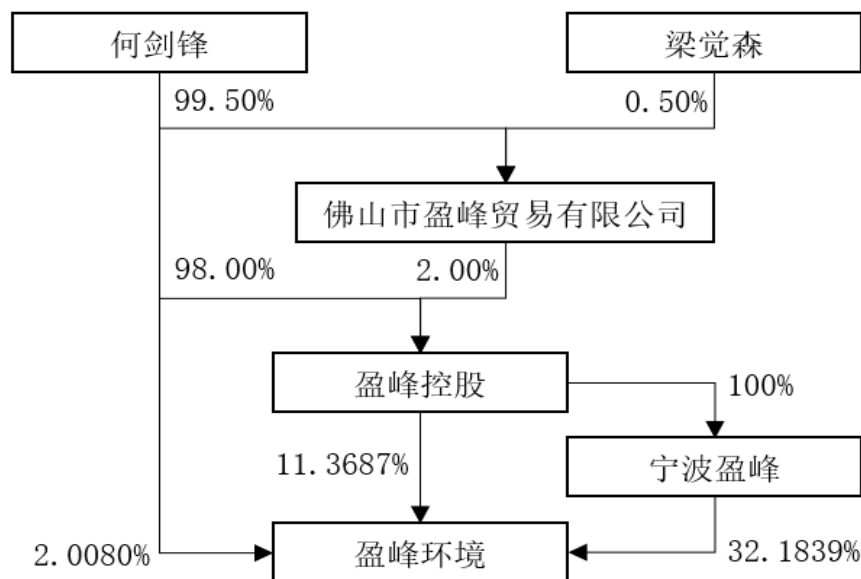 何剑锋
梁觉森
99.50%
0.50%
佛山市盈峰贸易有限公司
98.00%
2.00%
盈峰控股
100%
11.3687%
宁波盈峰
2.0080%
盈峰环境
32.1839%